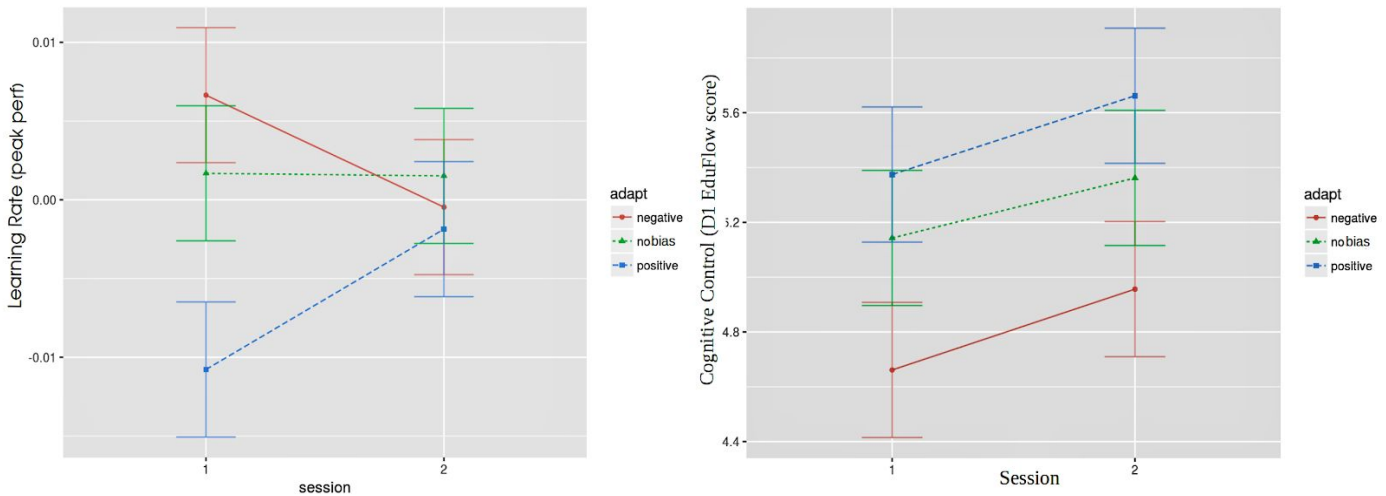 Learning Rate (peak perf)
0.01
0.00
-0.01
1
2
session
adapt
negative
nobias
positive
Cognitive Control (D1 EduFlow score)
5.6
5.2
4.8
4.4
1
2
Session
adapt
negative
nobias
positive